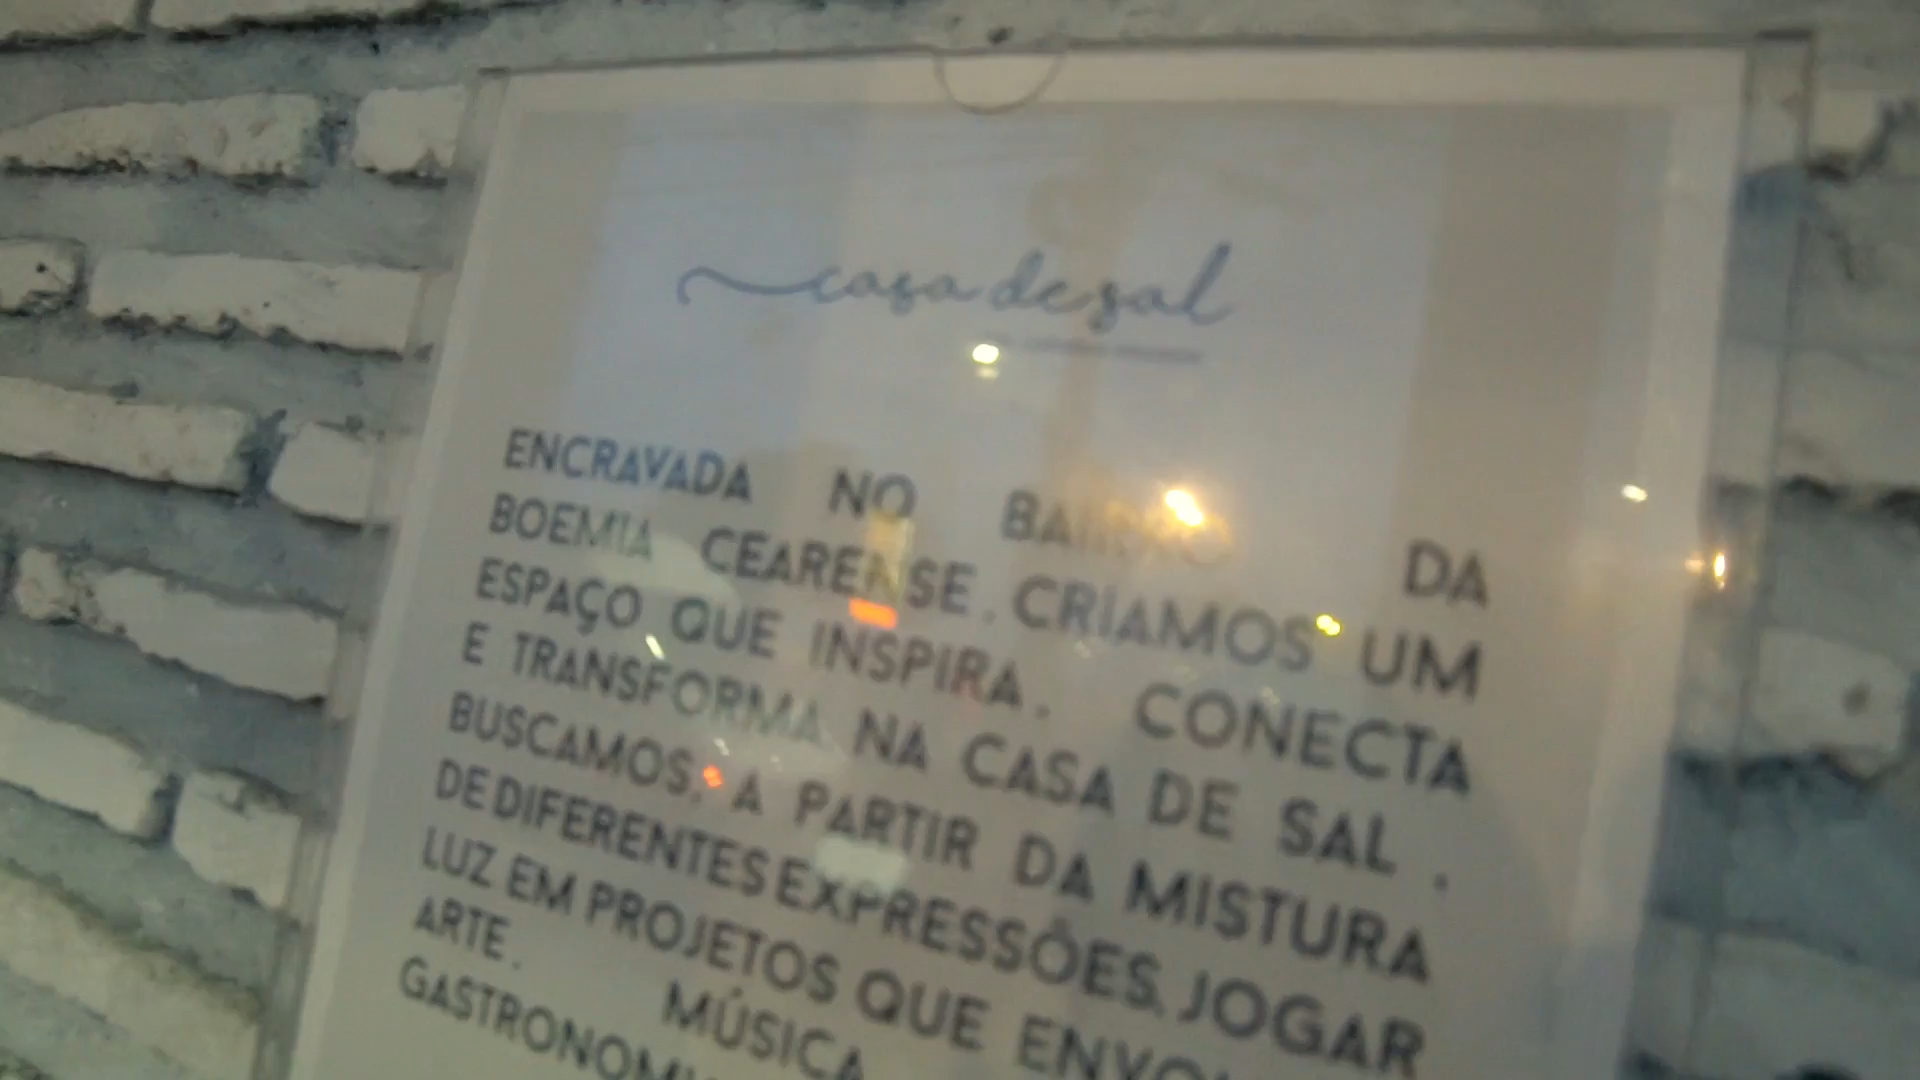 casa de sal
ENCRAVADA NO BAIRRO DA
BOEMIA CEARENSE, CRIAMOS UM
ESPAÇO QUE INSPIRA, CONECTA
E TRANSFORMA NA CASA DE SAL.
BUSCAMOS, A PARTIR DA MISTURA
DE DIFERENTES EXPRESSÕES, JOGAR
LUZ EM PROJETOS QUE
ARTE, MÚSICA